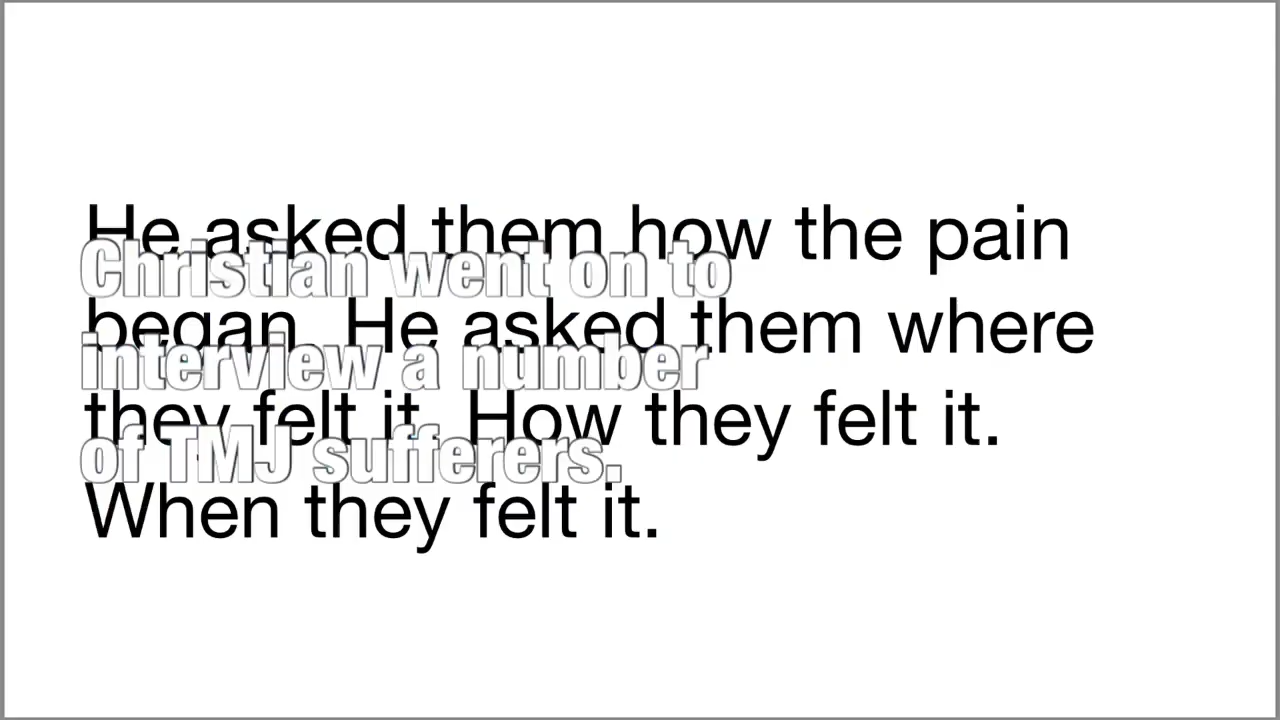 He asked them how the pain
Christian went on to
began. He asked them where
interview a number
they felt it. How they felt it.
of TMJ sufferers.
When they felt it.